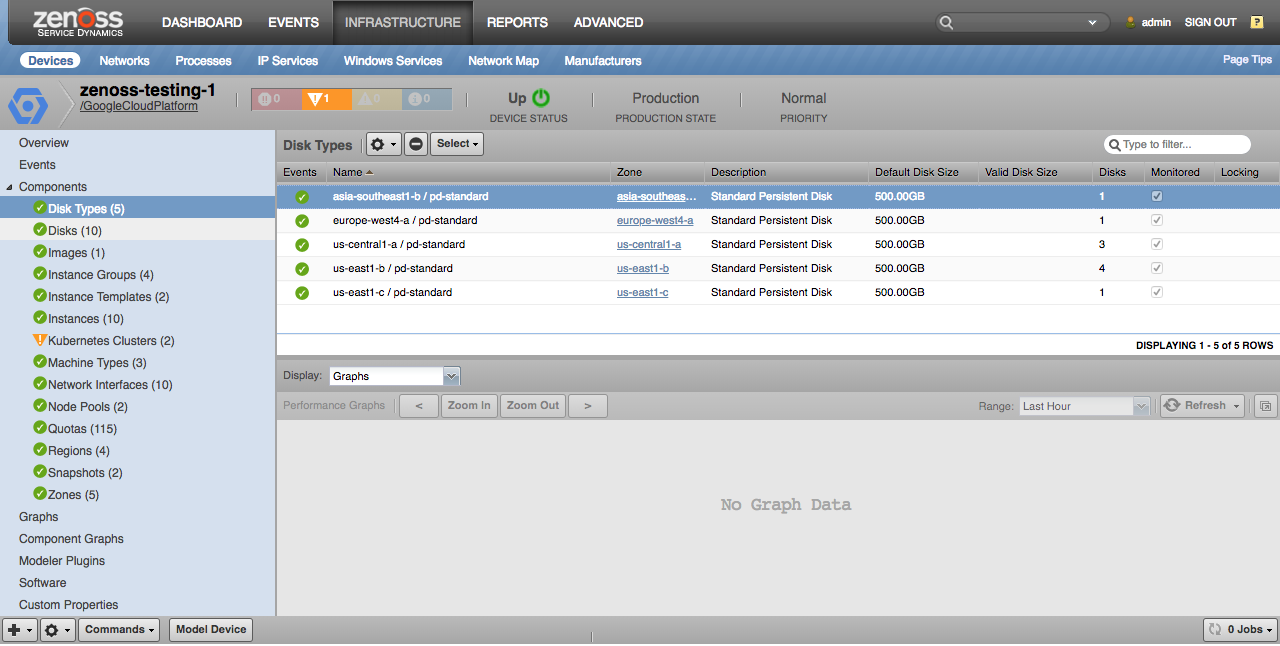 zenoss
SERVICE DYNAMICS
DASHBOARD EVENTS INFRASTRUCTURE REPORTS ADVANCED
admin SIGN OUT ?
Devices Networks Processes IP Services Windows Services Network Map Manufacturers Page Tips
zenoss-testing-1
/GoogleCloudPlatform
0 1 0 0
Up
DEVICE STATUS
Production
PRODUCTION STATE
Normal
PRIORITY
Overview
Events
Components
Disk Types (5)
Disks (10)
Images (1)
Instance Groups (4)
Instance Templates (2)
Instances (10)
Kubernetes Clusters (2)
Machine Types (3)
Network Interfaces (10)
Node Pools (2)
Quotas (115)
Regions (4)
Snapshots (2)
Zones (5)
Graphs
Component Graphs
Modeler Plugins
Software
Custom Properties
Disk Types Select Type to filter...
Events Name Zone Description Default Disk Size Valid Disk Size Disks Monitored Locking
asia-southeast1-b / pd-standard asia-southeas... Standard Persistent Disk 500.00GB 1
europe-west4-a / pd-standard europe-west4-a Standard Persistent Disk 500.00GB 1
us-central1-a / pd-standard us-central1-a Standard Persistent Disk 500.00GB 3
us-east1-b / pd-standard us-east1-b Standard Persistent Disk 500.00GB 4
us-east1-c / pd-standard us-east1-c Standard Persistent Disk 500.00GB 1
DISPLAYING 1 - 5 of 5 ROWS
Display: Graphs
Performance Graphs < Zoom In Zoom Out > Range: Last Hour Refresh
No Graph Data
Commands Model Device 0 Jobs